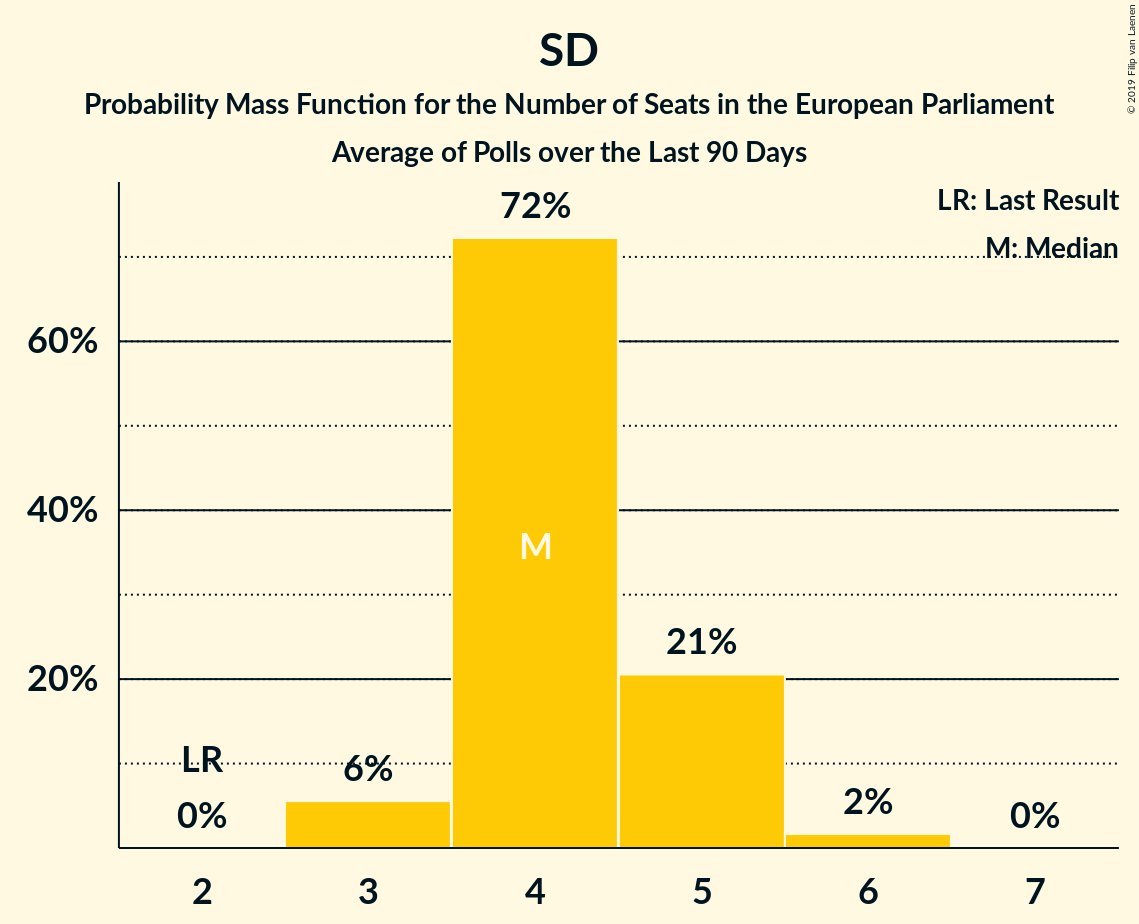 SD
Probability Mass Function for the Number of Seats in the European Parliament
Average of Polls over the Last 90 Days
© 2019 Filip van Laenen
LR: Last Result
M: Median
72%
60%
40%
M
21%
20%
LR
6%
2%
0%
0%
2 3 4 5 6 7